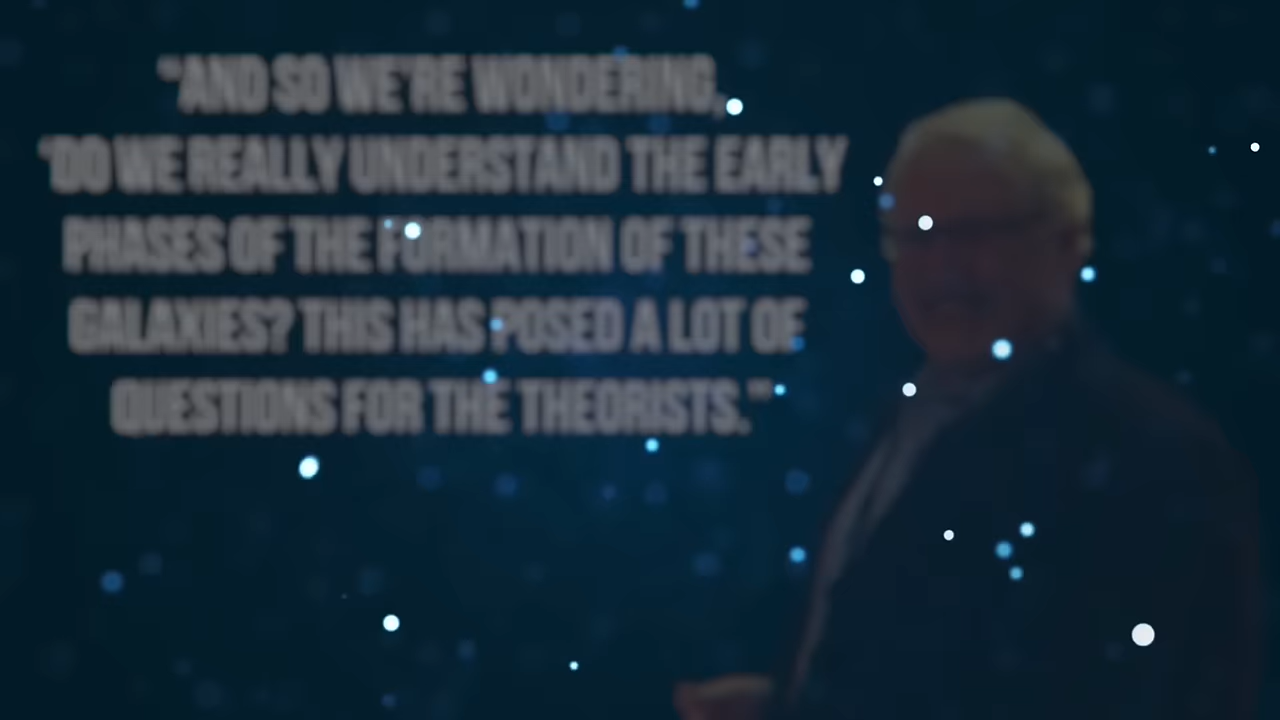 "AND SO WE'RE WONDERING,
'DO WE REALLY UNDERSTAND THE EARLY
PHASES OF THE FORMATION OF THESE
GALAXIES? THIS HAS POSED A LOT OF
QUESTIONS FOR THE THEORISTS."